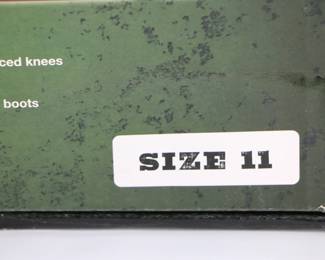 ced knees
boots
SIZE 11